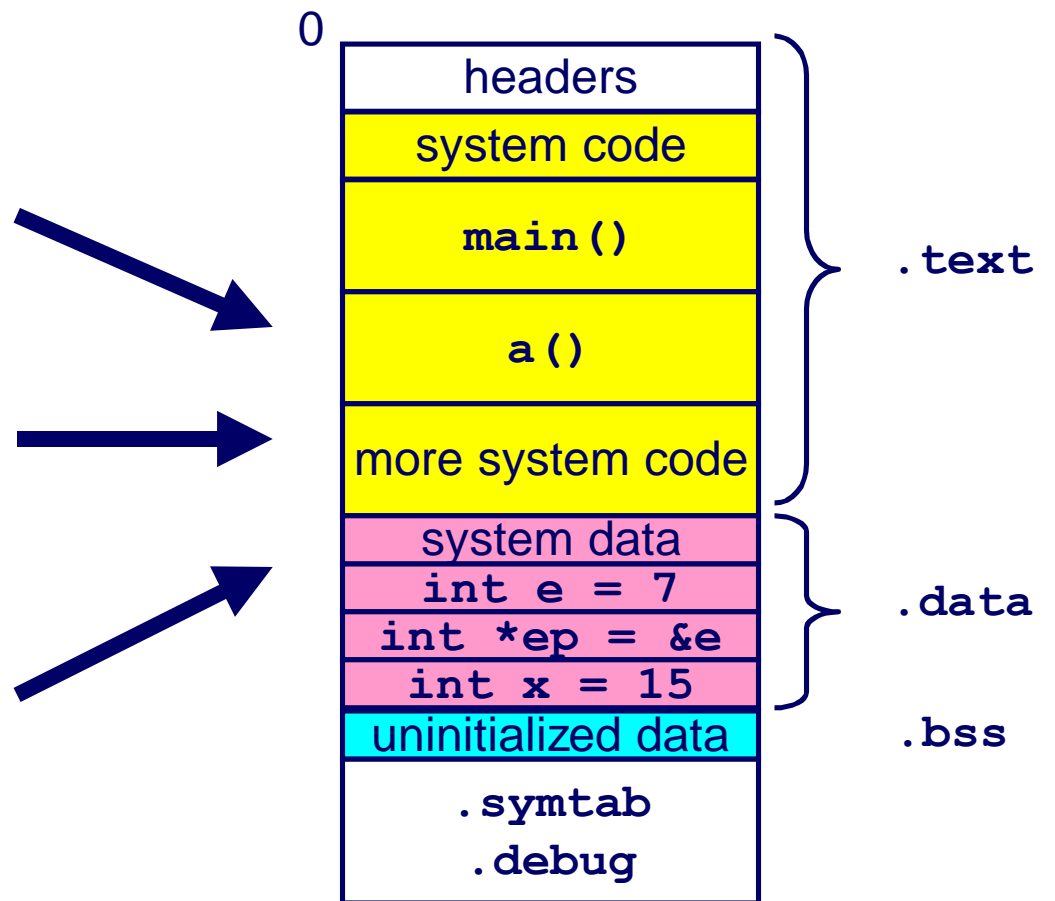 0
headers
system code
main()
.text
a()
more system code
system data
int e = 7
.data
int *ep = &e
int x = 15
uninitialized data
.bss
.symtab
.debug